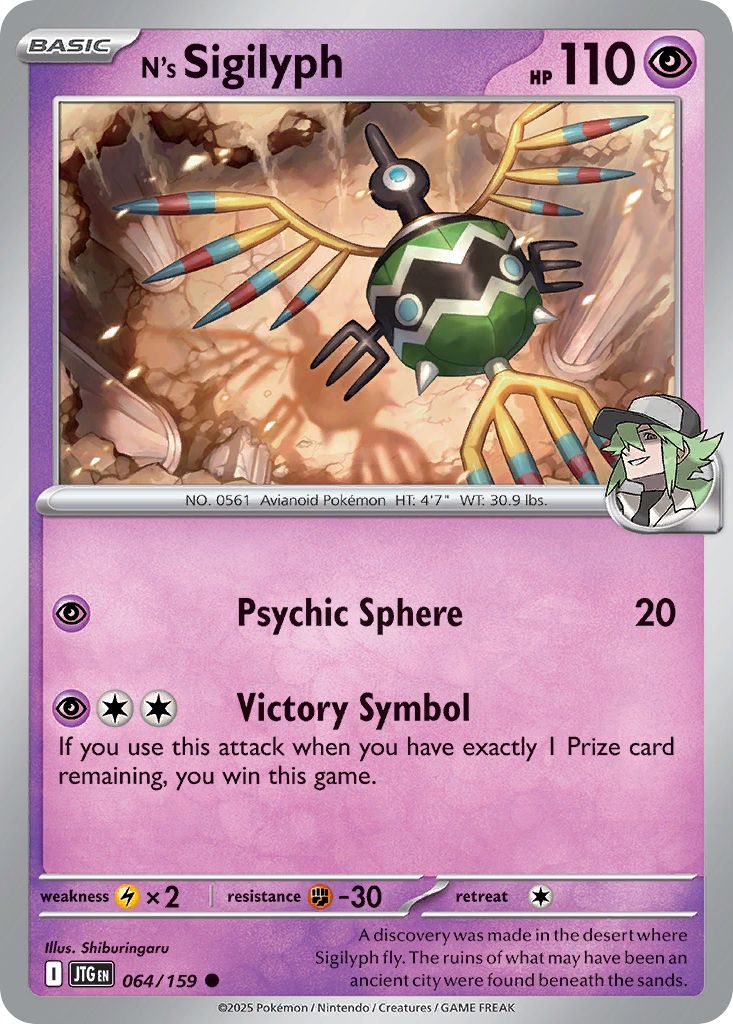 BASIC
N's Sigilyph
HP 110
NO. 0561 Avianoid Pokémon HT: 4'7" WT: 30.9 lbs.
Psychic Sphere 20
Victory Symbol
If you use this attack when you have exactly 1 Prize card
remaining, you win this game.
weakness ×2 resistance -30 retreat
Illus. Shiburingaru
A discovery was made in the desert where
Sigilyph fly. The ruins of what may have been an
ancient city were found beneath the sands.
I JTG EN 064/159
©2025 Pokémon / Nintendo / Creatures / GAME FREAK